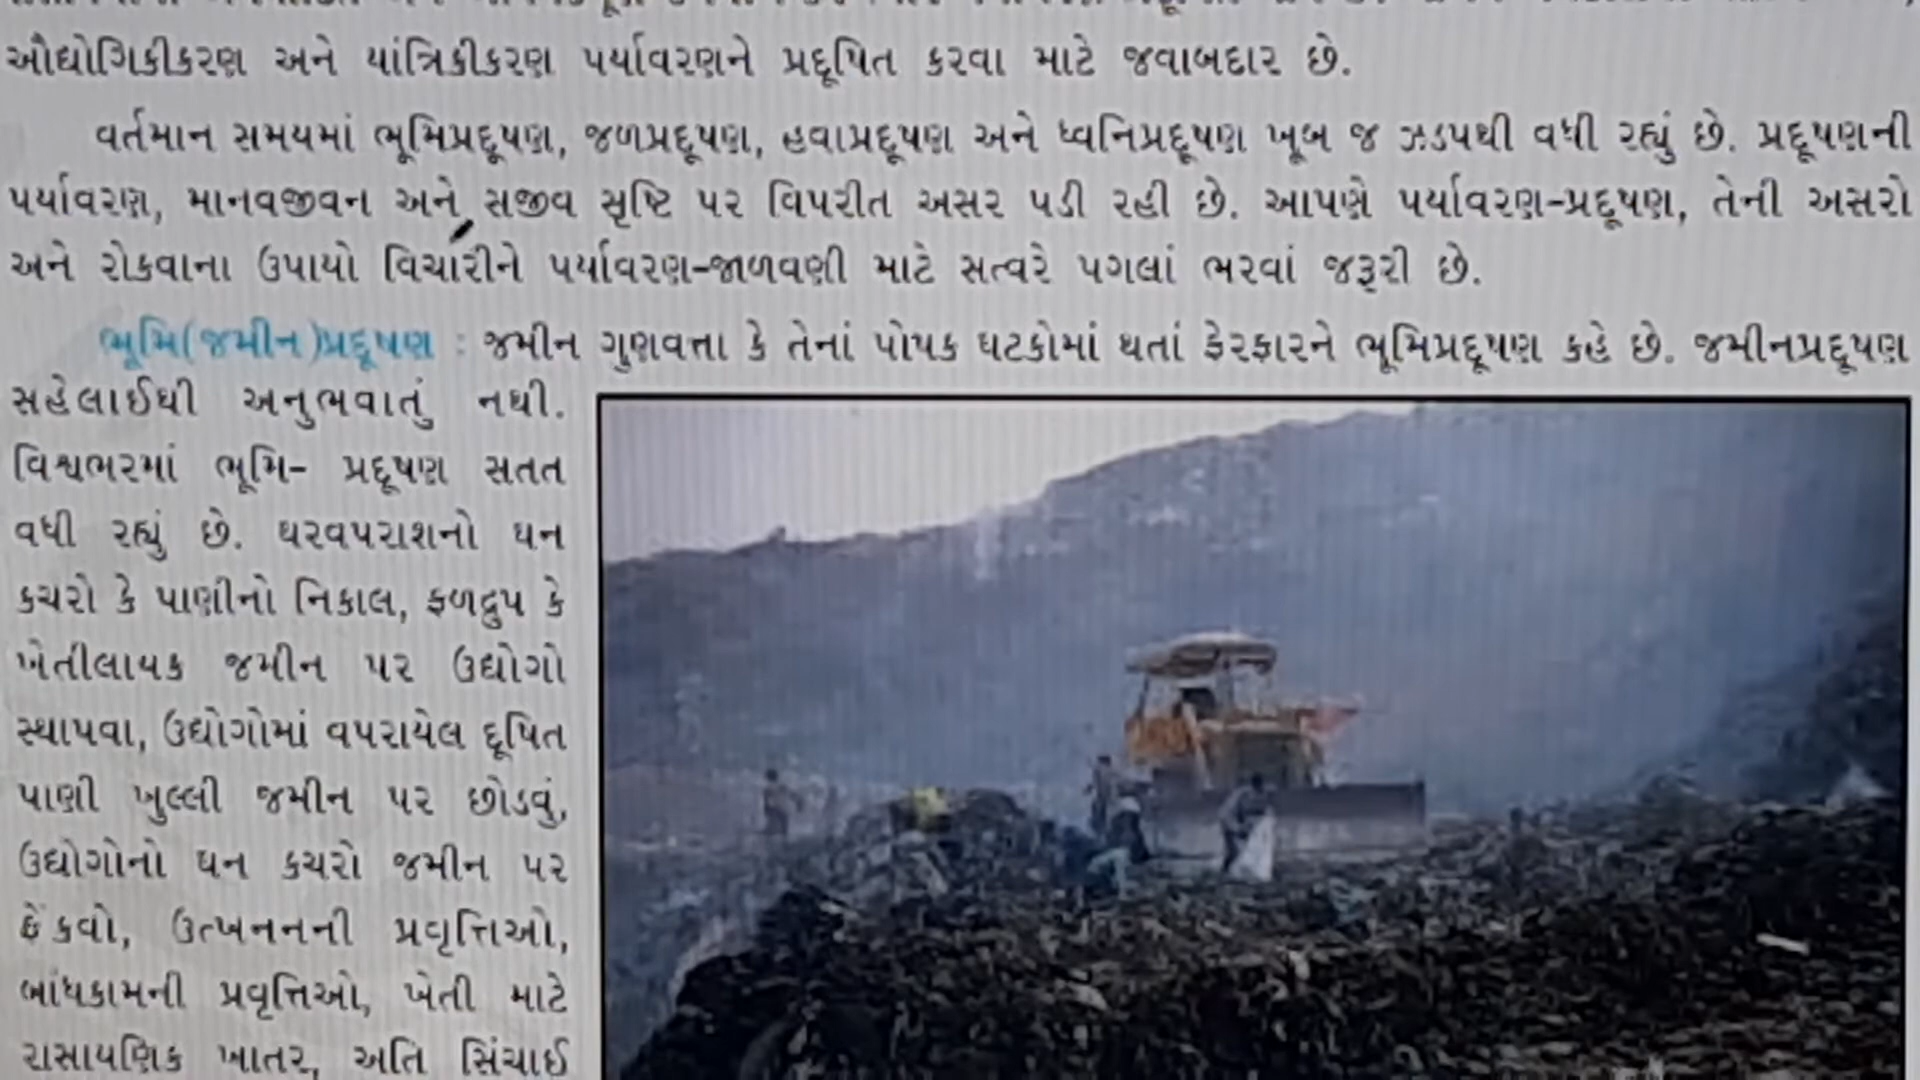 ઔદ્યોગિકીકરણ અને યાંત્રિકીકરણ પર્યાવરણને પ્રદૂષિત કરવા માટે જવાબદાર છે.
વર્તમાન સમયમાં ભૂમિપ્રદૂષણ, જળપ્રદૂષણ, હવાપ્રદૂષણ અને ધ્વનિપ્રદૂષણ ખૂબ જ ઝડપથી વધી રહ્યું છે. પ્રદૂષણની
પર્યાવરણ, માનવજીવન અને સજીવ સૃષ્ટિ પર વિપરીત અસર પડી રહી છે. આપણે પર્યાવરણ-પ્રદૂષણ, તેની અસરો
અને રોકવાના ઉપાયો વિચારીને પર્યાવરણ-જાળવણી માટે સત્વરે પગલાં ભરવાં જરૂરી છે.
ભૂમિ(જમીન)પ્રદૂષણ : જમીન ગુણવત્તા કે તેનાં પોષક ઘટકોમાં થતાં ફેરફારને ભૂમિપ્રદૂષણ કહે છે. જમીનપ્રદૂષણ
સહેલાઈથી અનુભવાતું નથી.
વિશ્વભરમાં ભૂમિ- પ્રદૂષણ સતત
વધી રહ્યું છે. ઘરવપરાશનો ઘન
કચરો કે પાણીનો નિકાલ, ફળદ્રુપ કે
ખેતીલાયક જમીન પર ઉદ્યોગો
સ્થાપવા, ઉદ્યોગોમાં વપરાયેલ દૂષિત
પાણી ખુલ્લી જમીન પર છોડવું,
ઉદ્યોગોનો ઘન કચરો જમીન પર
ફેંકવો, ઉત્ખનનની પ્રવૃત્તિઓ,
બાંધકામની પ્રવૃત્તિઓ, ખેતી માટે
રાસાયણિક ખાતર, અતિ સિંચાઈ